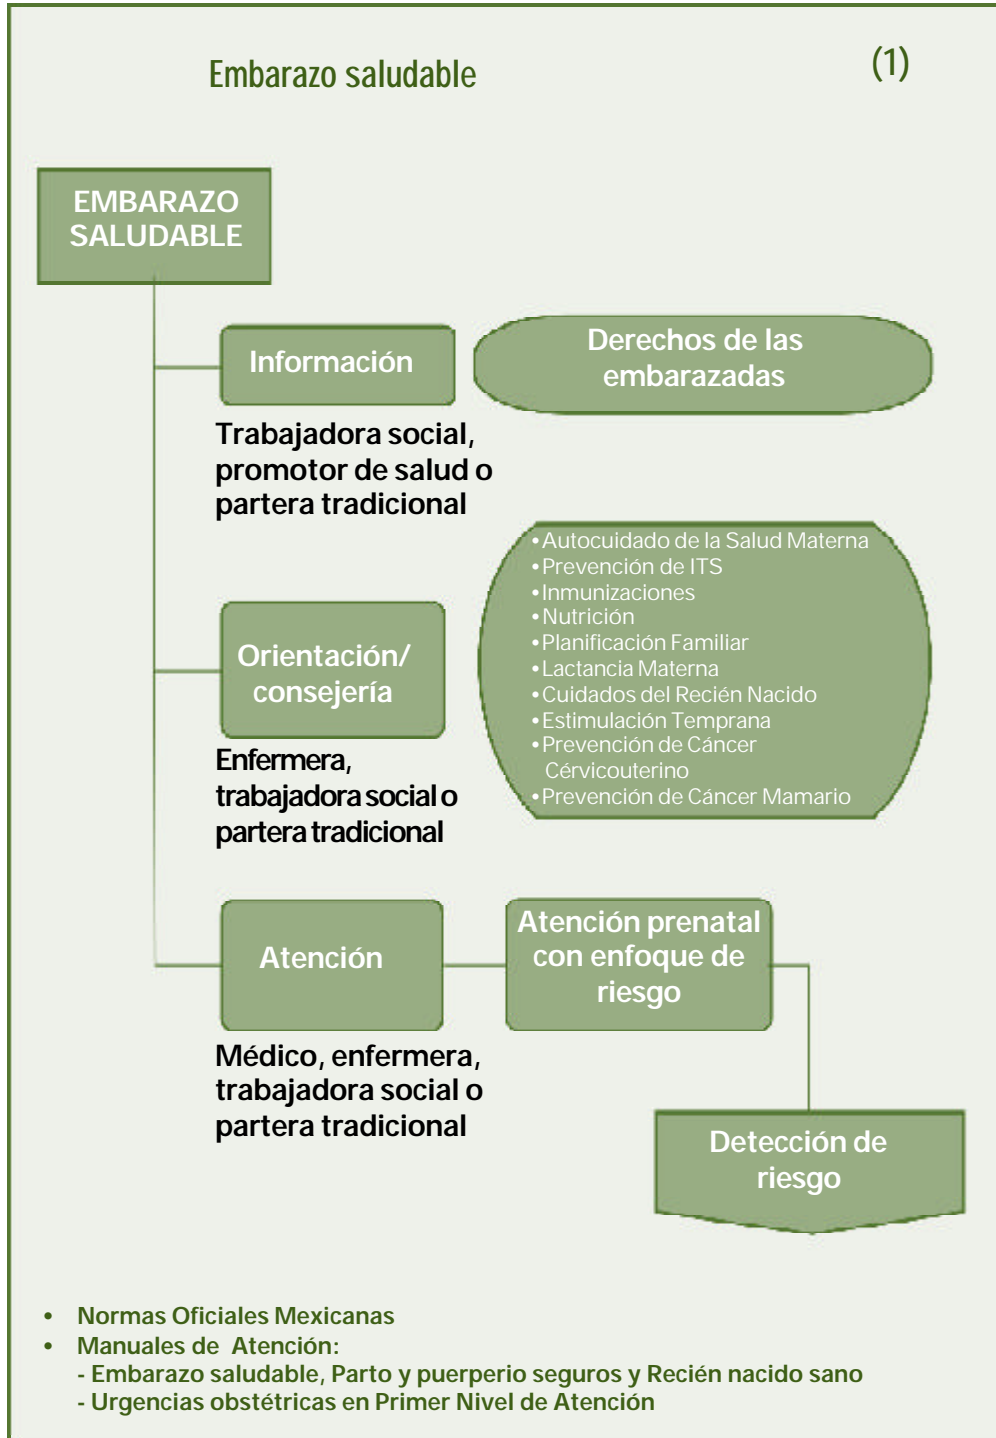 Embarazo saludable
(1)
EMBARAZO
SALUDABLE
Información
Derechos de las
embarazadas
Trabajadora social,
promotor de salud o
partera tradicional
•Autocuidado de la Salud Materna
•Prevención de ITS
•Inmunizaciones
•Nutrición
•Planificación Familiar
•Lactancia Materna
•Cuidados del Recién Nacido
•Estimulación Temprana
•Prevención de Cáncer
Cérvicouterino
•Prevención de Cáncer Mamario
Orientación/
consejería
Enfermera,
trabajadora social o
partera tradicional
Atención
Atención prenatal
con enfoque de
riesgo
Médico, enfermera,
trabajadora social o
partera tradicional
Detección de
riesgo
• Normas Oficiales Mexicanas
• Manuales de Atención:
- Embarazo saludable, Parto y puerperio seguros y Recién nacido sano
- Urgencias obstétricas en Primer Nivel de Atención